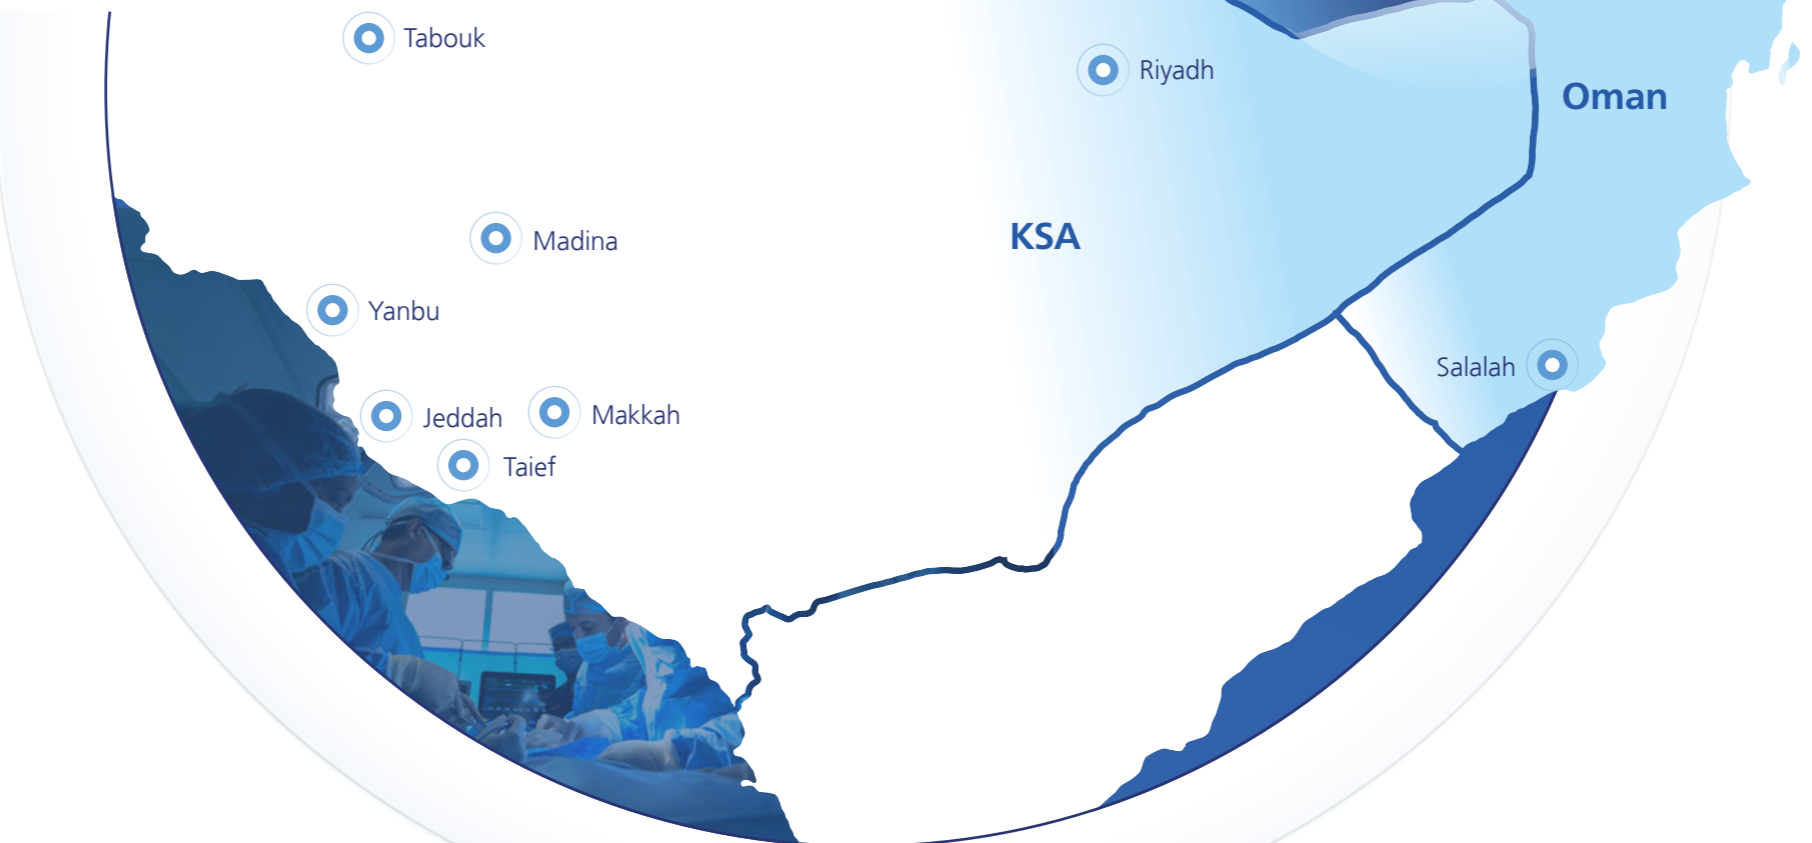 Tabouk
Riyadh
Oman
Madina
KSA
Yanbu
Salalah
Jeddah
Makkah
Taief